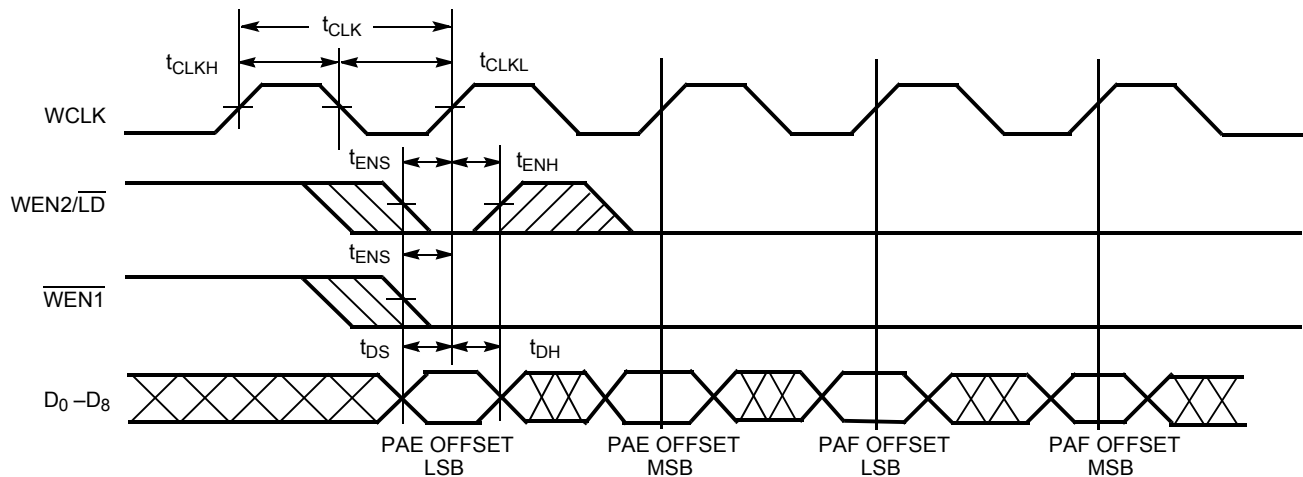 tCLK
tCLKH
tCLKL
WCLK
tENS
tENH
WEN2/LD
tENS
WEN1
tDS
tDH
D0 –D8
PAE OFFSET
LSB
PAE OFFSET
MSB
PAF OFFSET
LSB
PAF OFFSET
MSB